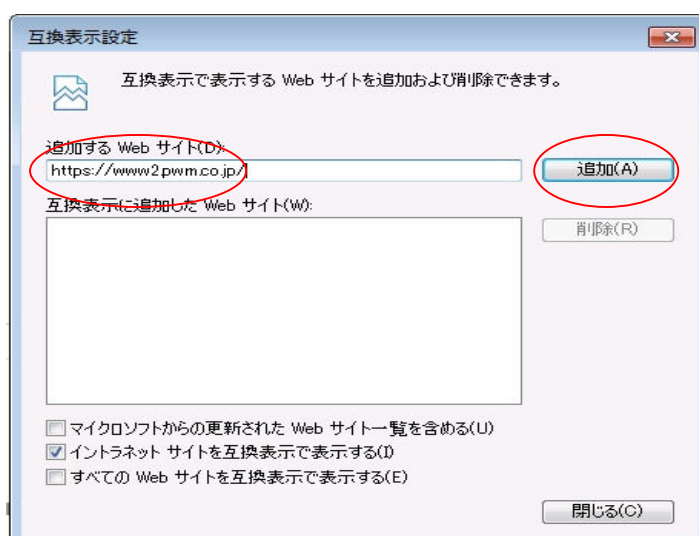 互換表示設定
互換表示で表示する Web サイトを追加および削除できます。
追加する Web サイト(D):
https://www2.pwm.co.jp/
追加(A)
互換表示に追加した Web サイト(W):
削除(R)
マイクロソフトからの更新された Web サイト一覧を含める(U)
イントラネット サイトを互換表示で表示する(I)
すべての Web サイトを互換表示で表示する(E)
閉じる(C)